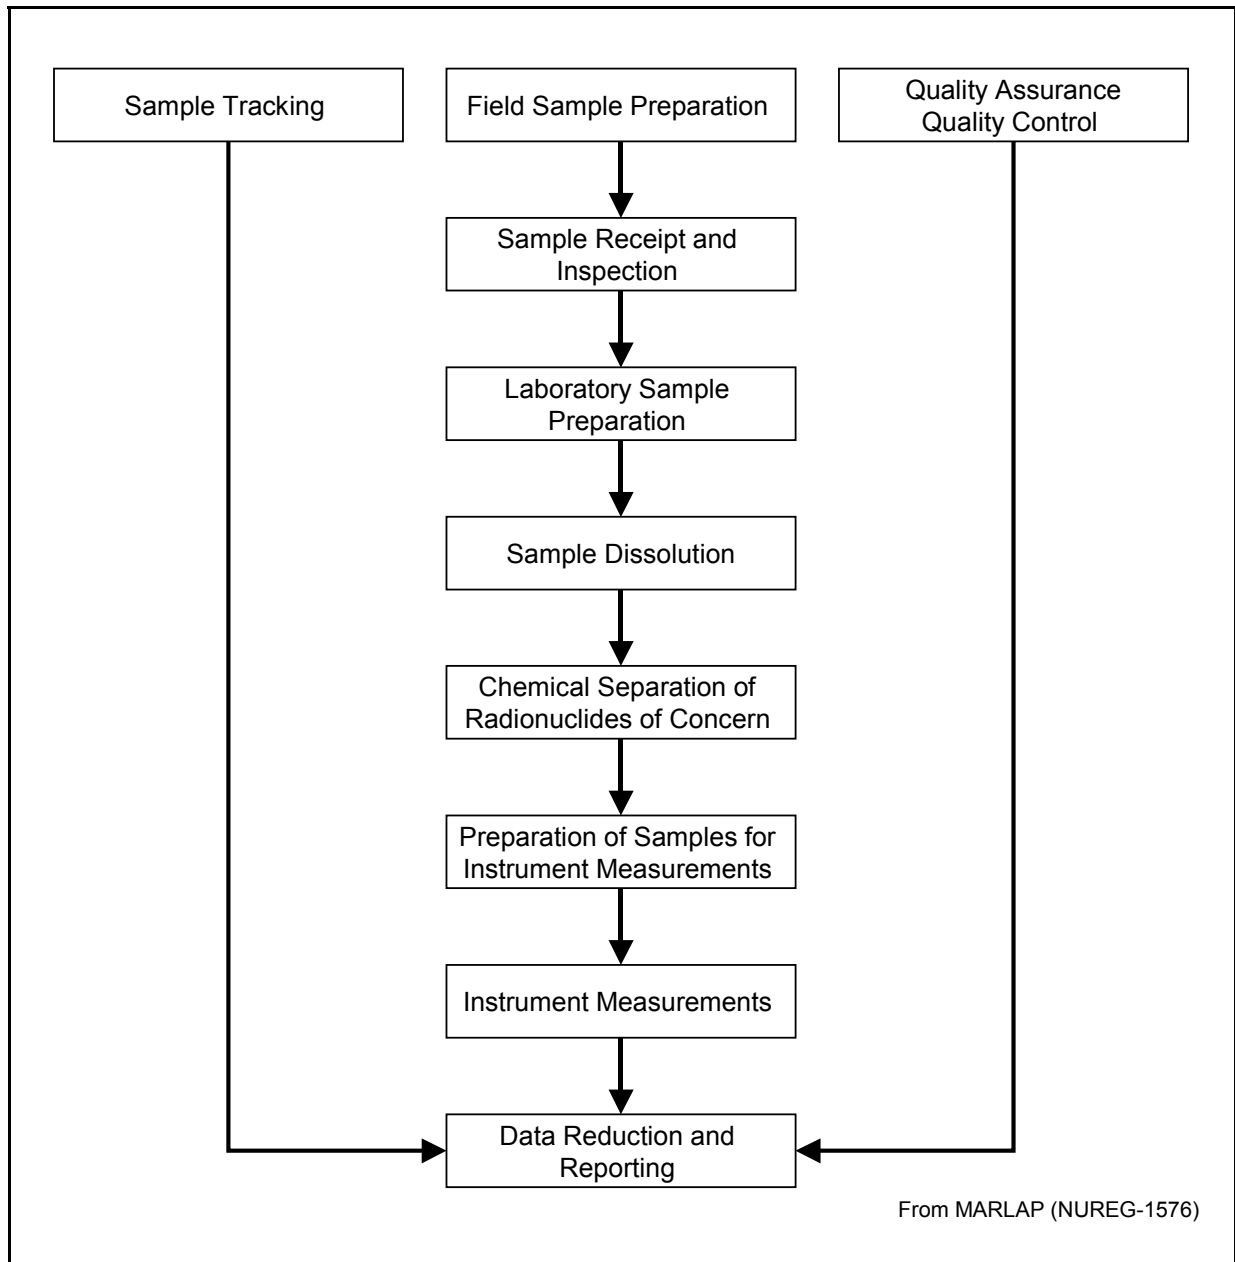 Sample Tracking
Field Sample Preparation
Quality Assurance
Quality Control
Sample Receipt and
Inspection
Laboratory Sample
Preparation
Sample Dissolution
Chemical Separation of
Radionuclides of Concern
Preparation of Samples for
Instrument Measurements
Instrument Measurements
Data Reduction and
Reporting
From MARLAP (NUREG-1576)